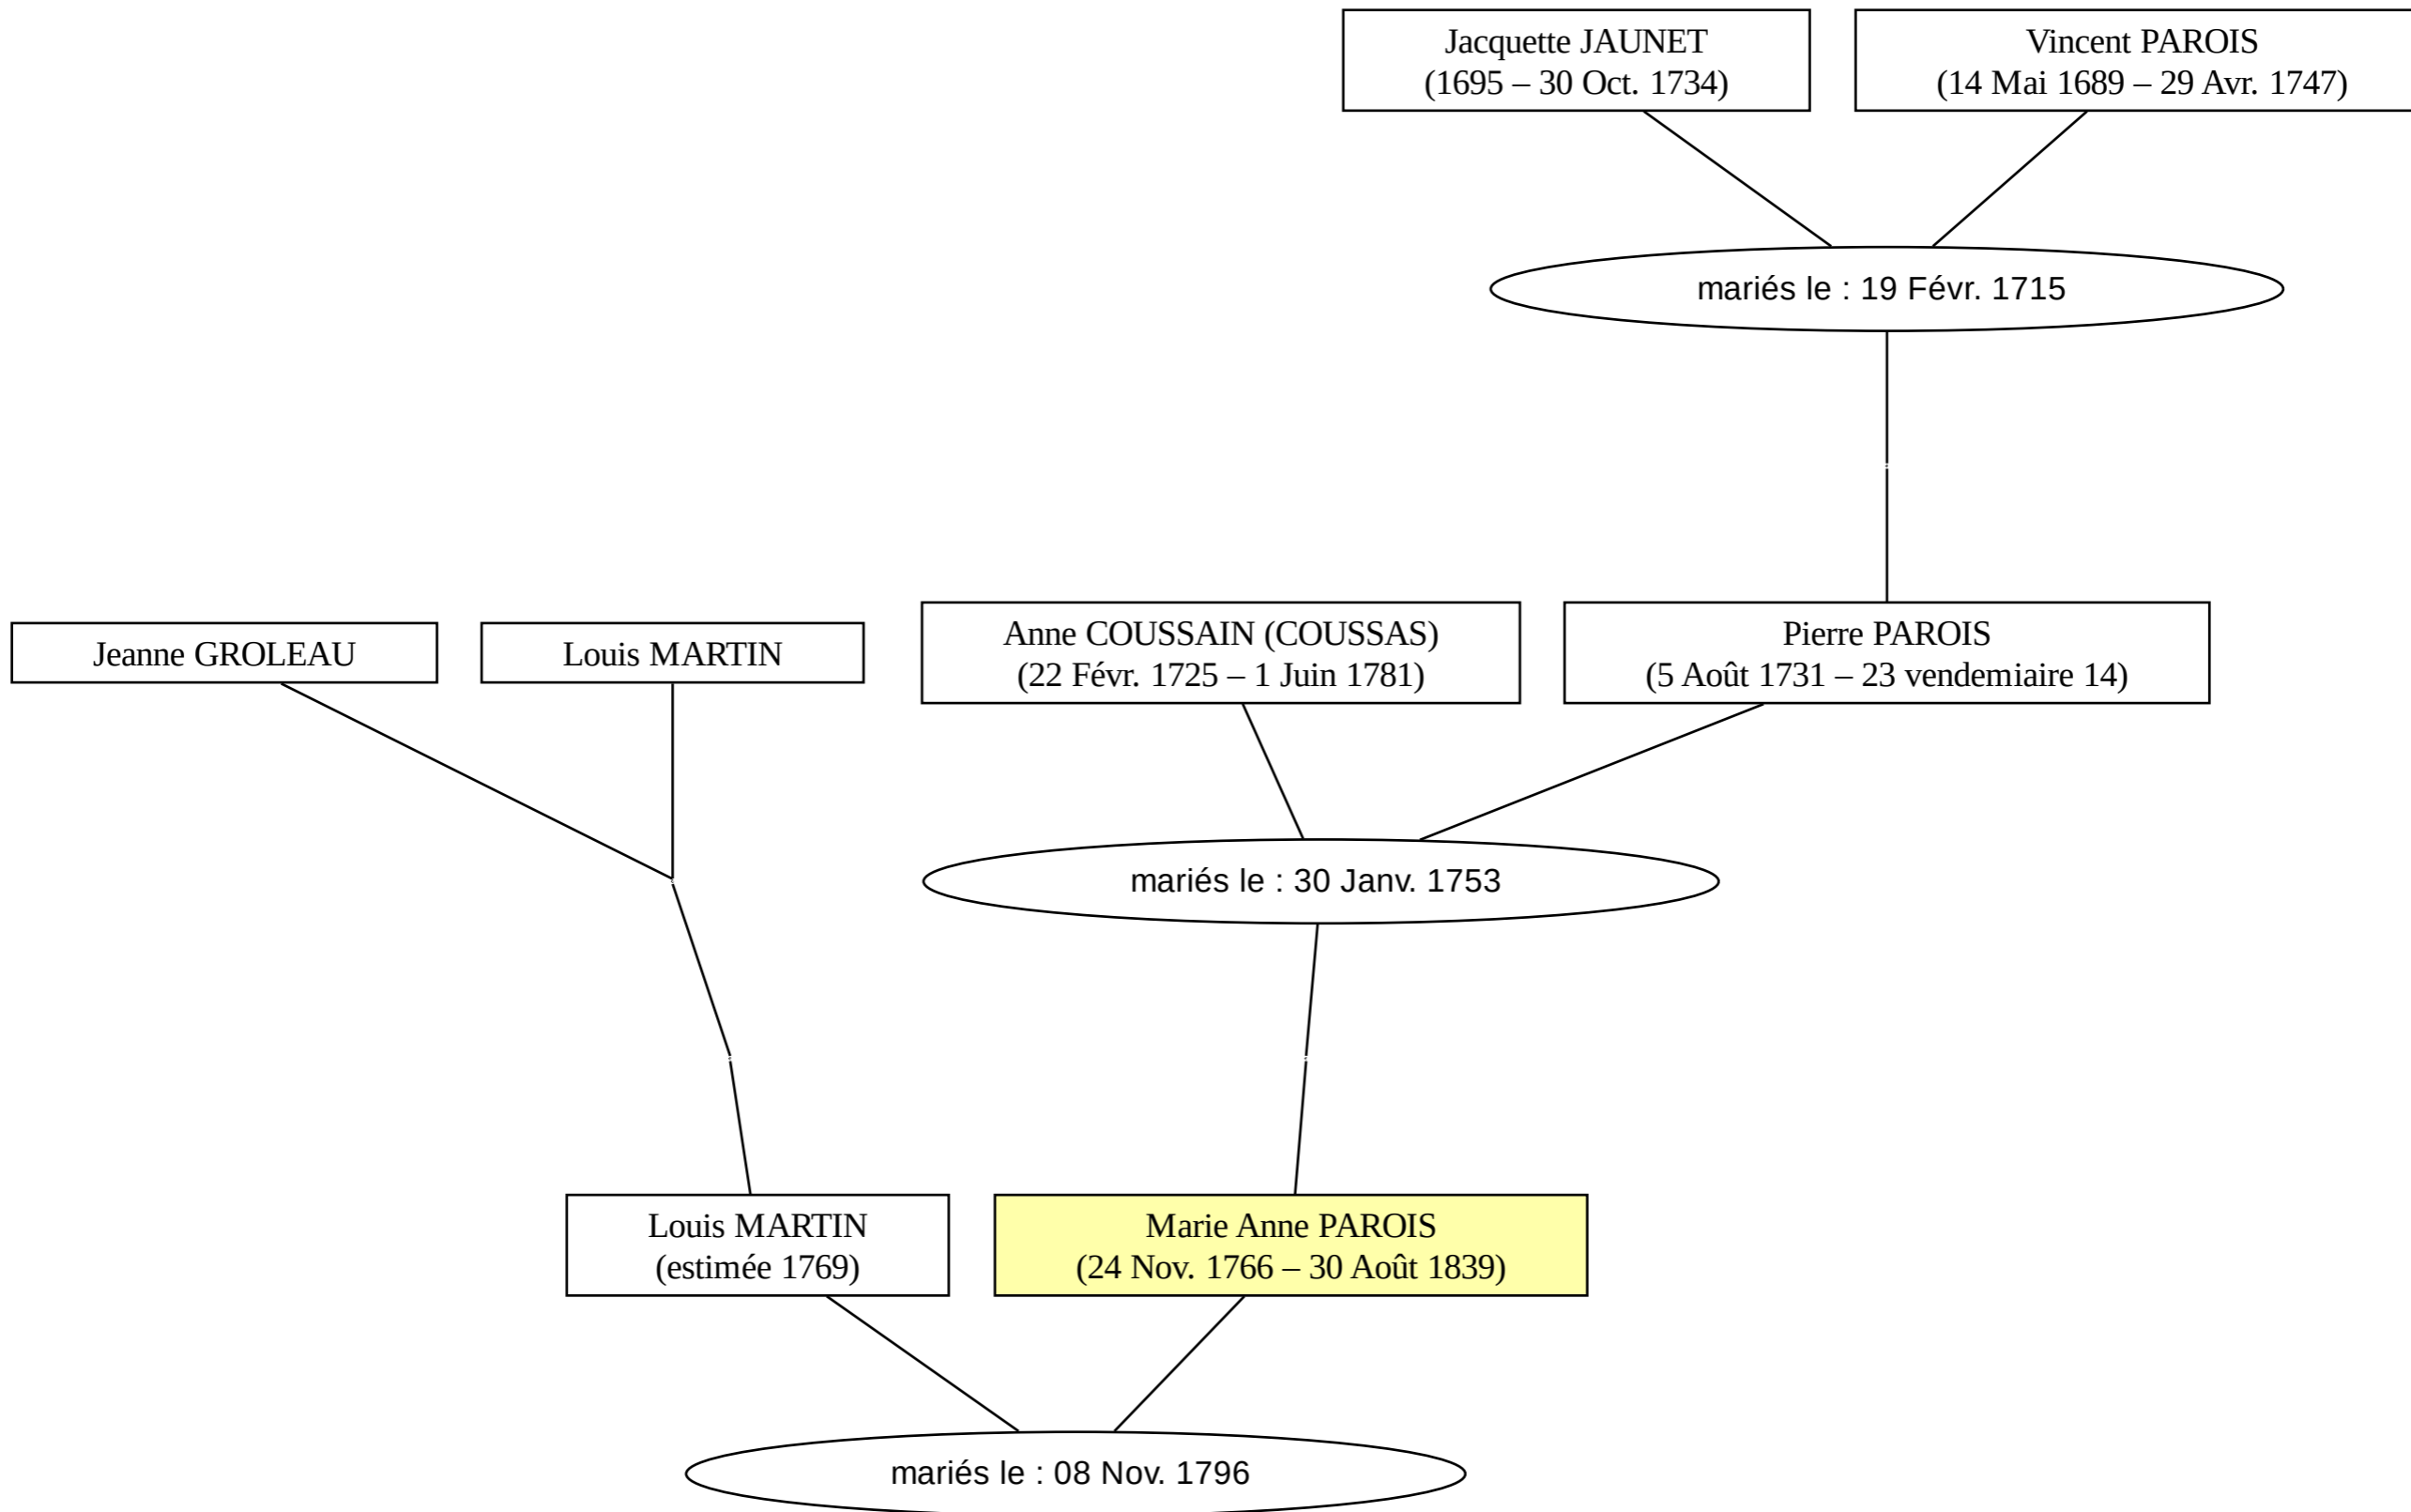 Jacquette JAUNET
(1695 – 30 Oct. 1734)
Vincent PAROIS
(14 Mai 1689 – 29 Avr. 1747)
mariés le : 19 Févr. 1715
Jeanne GROLEAU
Louis MARTIN
Anne COUSSAIN (COUSSAS)
(22 Févr. 1725 – 1 Juin 1781)
Pierre PAROIS
(5 Août 1731 – 23 vendemiaire 14)
mariés le : 30 Janv. 1753
Louis MARTIN
(estimée 1769)
Marie Anne PAROIS
(24 Nov. 1766 – 30 Août 1839)
mariés le : 08 Nov. 1796